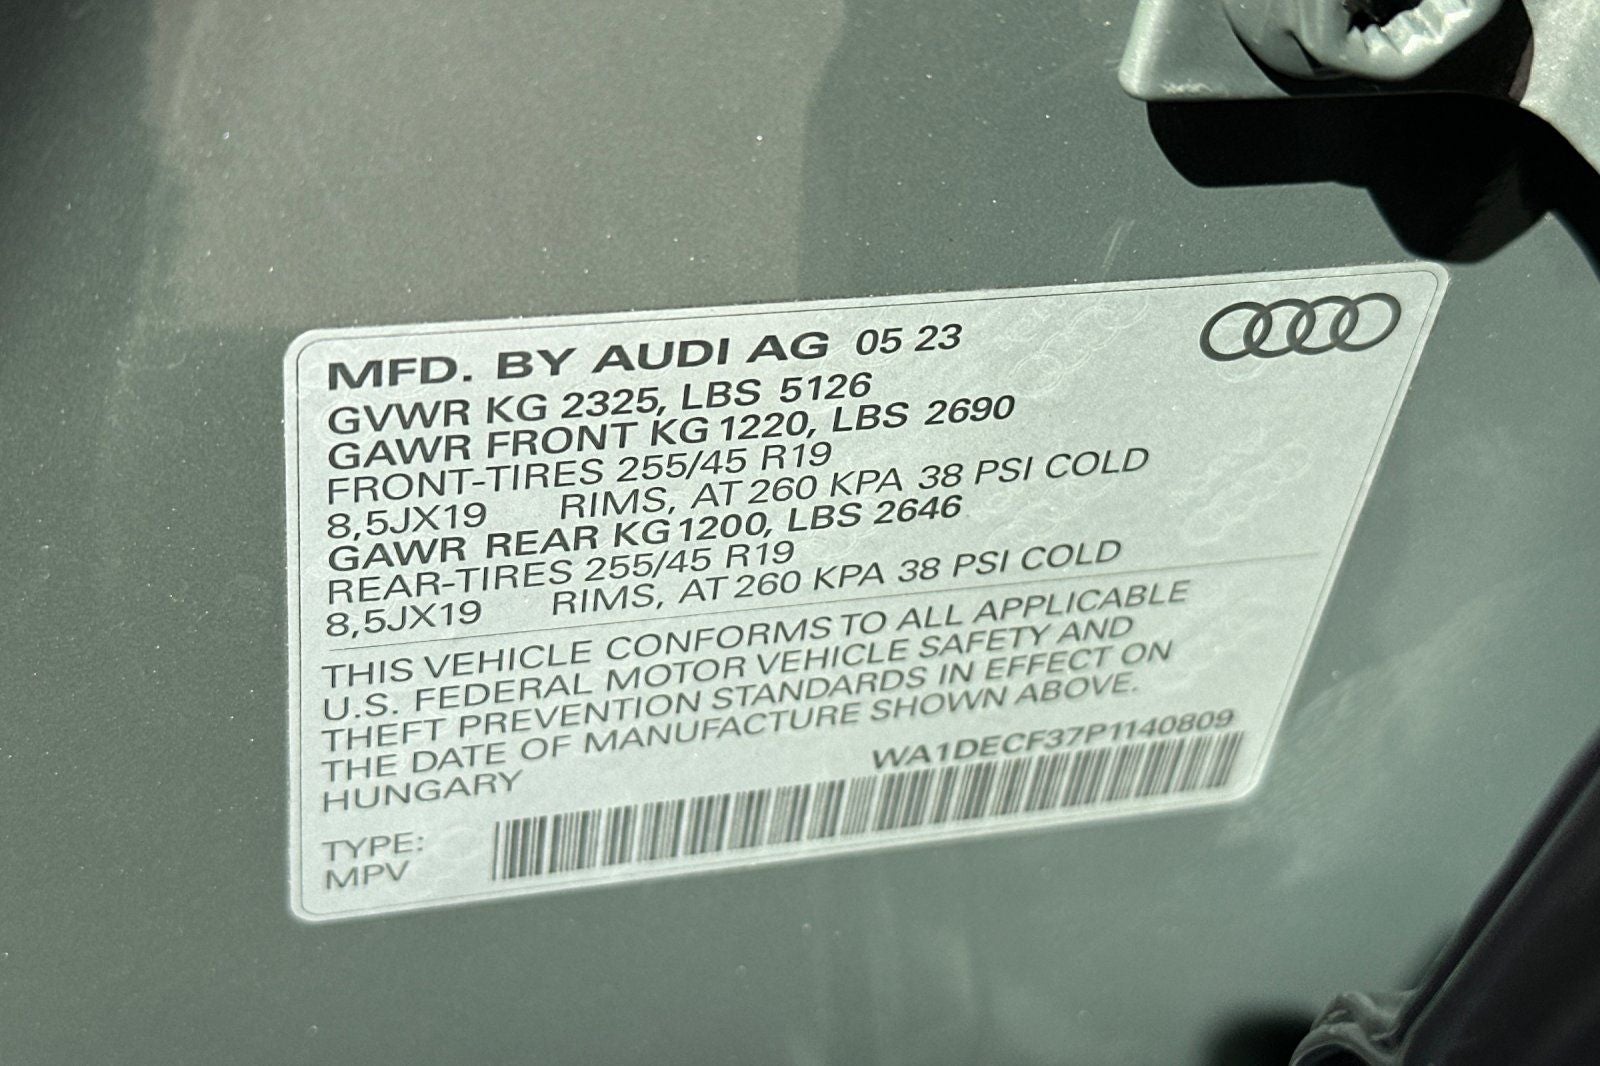 MFD. BY AUDI AG 05 23
GVWR KG 2325, LBS 5126
GAWR FRONT KG 1220, LBS 2690
FRONT-TIRES 255/45 R19
8,5JX19 RIMS, AT 260 KPA 38 PSI COLD
GAWR REAR KG 1200, LBS 2646
REAR-TIRES 255/45 R19
8,5JX19 RIMS, AT 260 KPA 38 PSI COLD
THIS VEHICLE CONFORMS TO ALL APPLICABLE
U.S. FEDERAL MOTOR VEHICLE SAFETY AND
THEFT PREVENTION STANDARDS IN EFFECT ON
THE DATE OF MANUFACTURE SHOWN ABOVE.
HUNGARY WA1DECF37P1140809
TYPE:
MPV